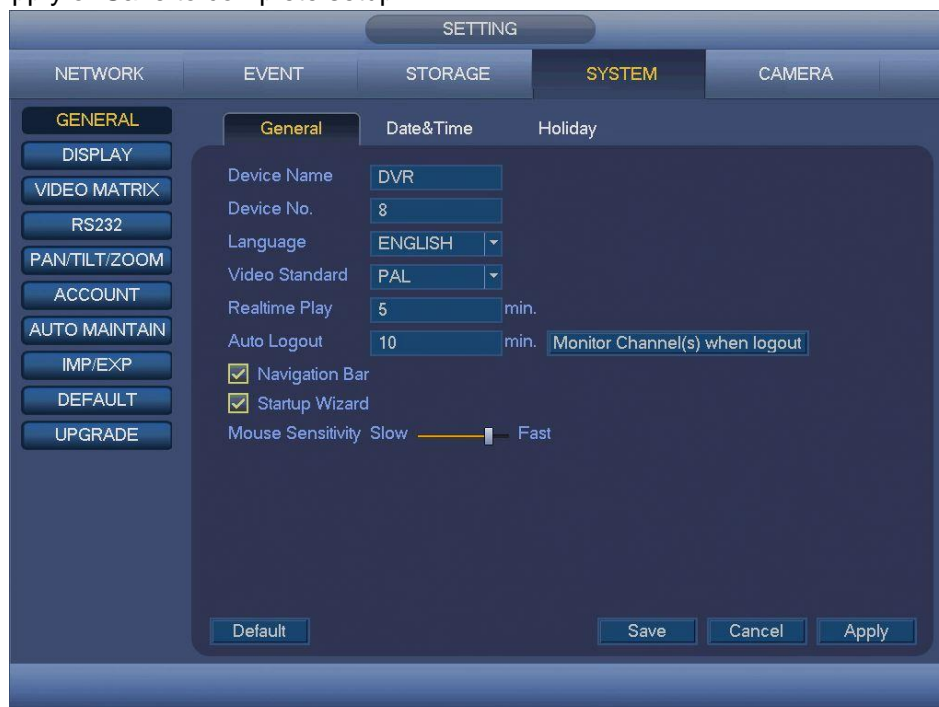 SETTING
NETWORK EVENT STORAGE SYSTEM CAMERA
GENERAL
DISPLAY
VIDEO MATRIX
RS232
PAN/TILT/ZOOM
ACCOUNT
AUTO MAINTAIN
IMP/EXP
DEFAULT
UPGRADE
General Date&Time Holiday
Device Name DVR
Device No. 8
Language ENGLISH
Video Standard PAL
Realtime Play 5 min.
Auto Logout 10 min. Monitor Channel(s) when logout
Navigation Bar
Startup Wizard
Mouse Sensitivity Slow Fast
Default Save Cancel Apply